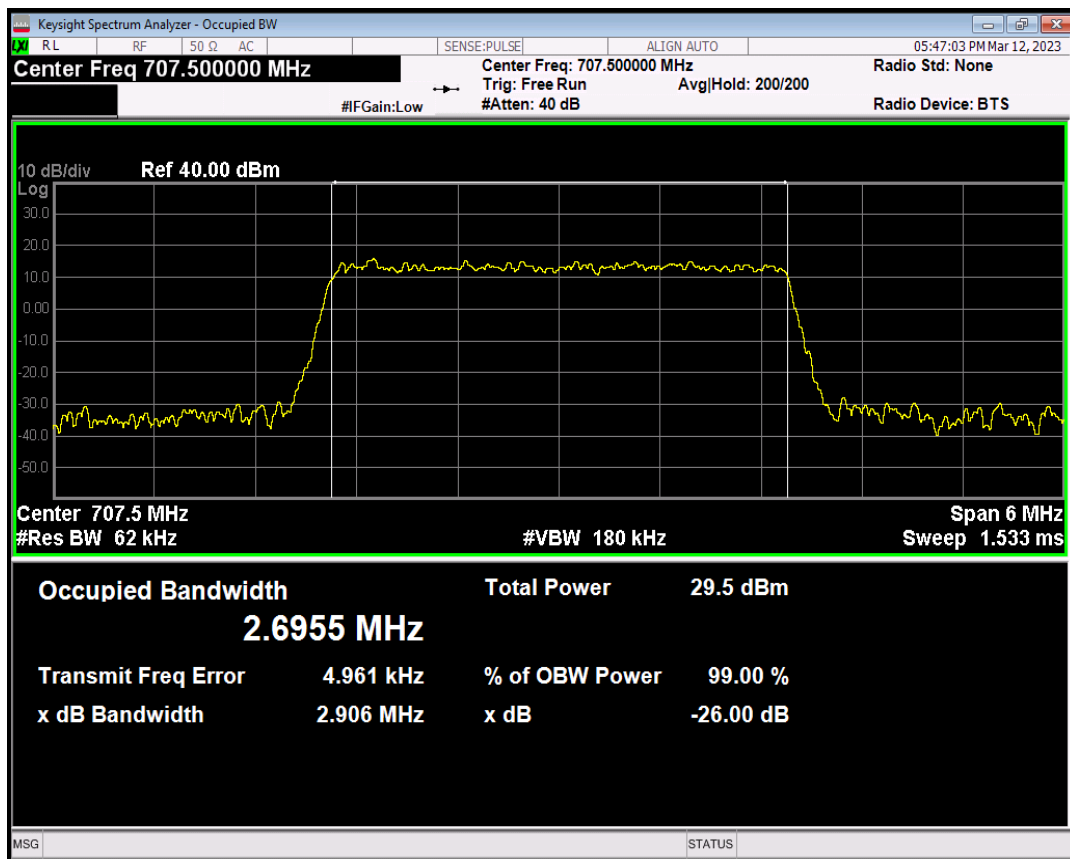 Keysight Spectrum Analyzer - Occupied BW
LXI RL RF 50 Ω AC SENSE:PULSE ALIGN AUTO 05:47:03 PM Mar 12, 2023
Center Freq 707.500000 MHz Center Freq: 707.500000 MHz Radio Std: None
Trig: Free Run Avg|Hold: 200/200
#IFGain:Low #Atten: 40 dB Radio Device: BTS
10 dB/div Ref 40.00 dBm
Log
30.0
20.0
10.0
0.00
-10.0
-20.0
-30.0
-40.0
-50.0
Center 707.5 MHz Span 6 MHz
#Res BW 62 kHz #VBW 180 kHz Sweep 1.533 ms
Occupied Bandwidth Total Power 29.5 dBm
2.6955 MHz
Transmit Freq Error 4.961 kHz % of OBW Power 99.00 %
x dB Bandwidth 2.906 MHz x dB -26.00 dB
MSG STATUS